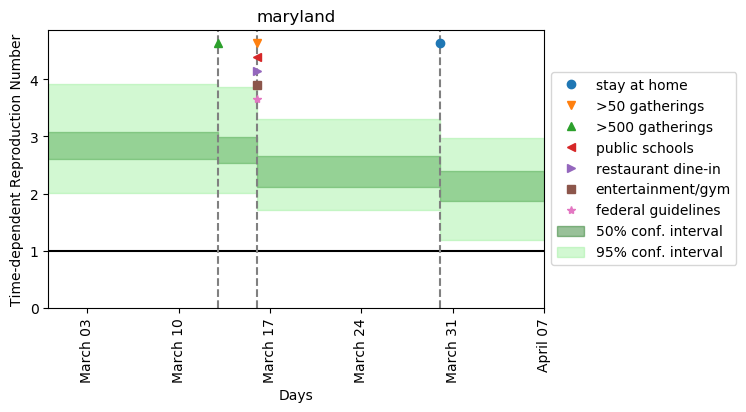 maryland
Time-dependent Reproduction Number
4
3
2
1
0
March 03
March 10
March 17
March 24
March 31
April 07
Days
stay at home
>50 gatherings
>500 gatherings
public schools
restaurant dine-in
entertainment/gym
federal guidelines
50% conf. interval
95% conf. interval